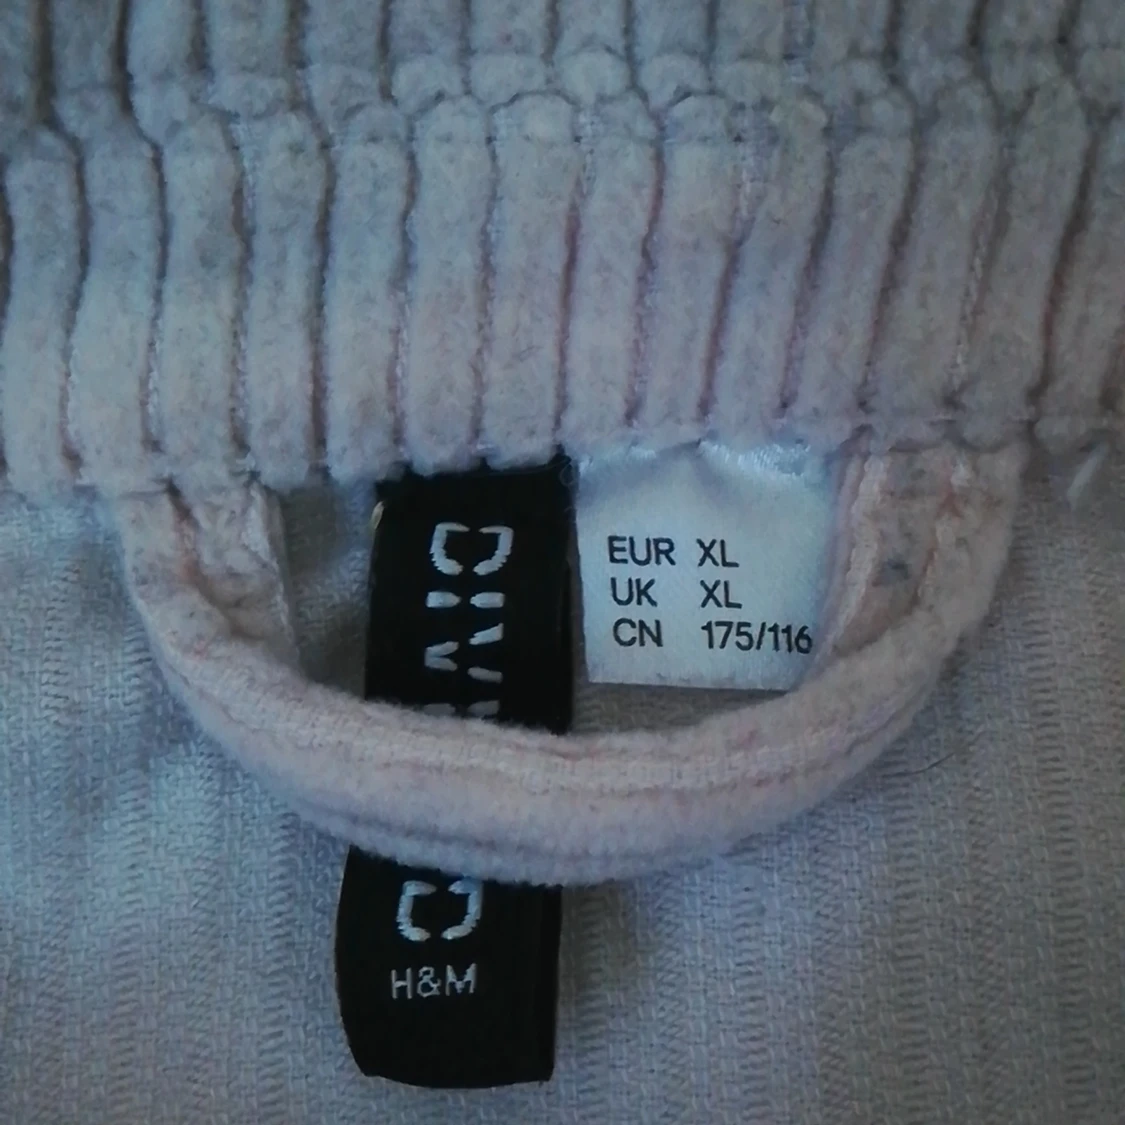 EUR XL
UK XL
CN 175/116
H&M